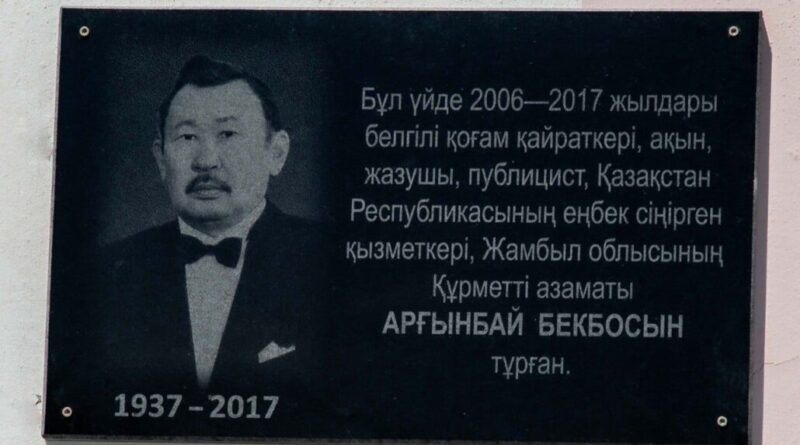 Бұл үйде 2006—2017 жылдары
белгілі қоғам қайраткері, ақын,
жазушы, публицист, Қазақстан
Республикасының еңбек сіңірген
қызметкері, Жамбыл облысының
Құрметті азаматы
АРҒЫНБАЙ БЕКБОСЫН
тұрған.
1937 – 2017